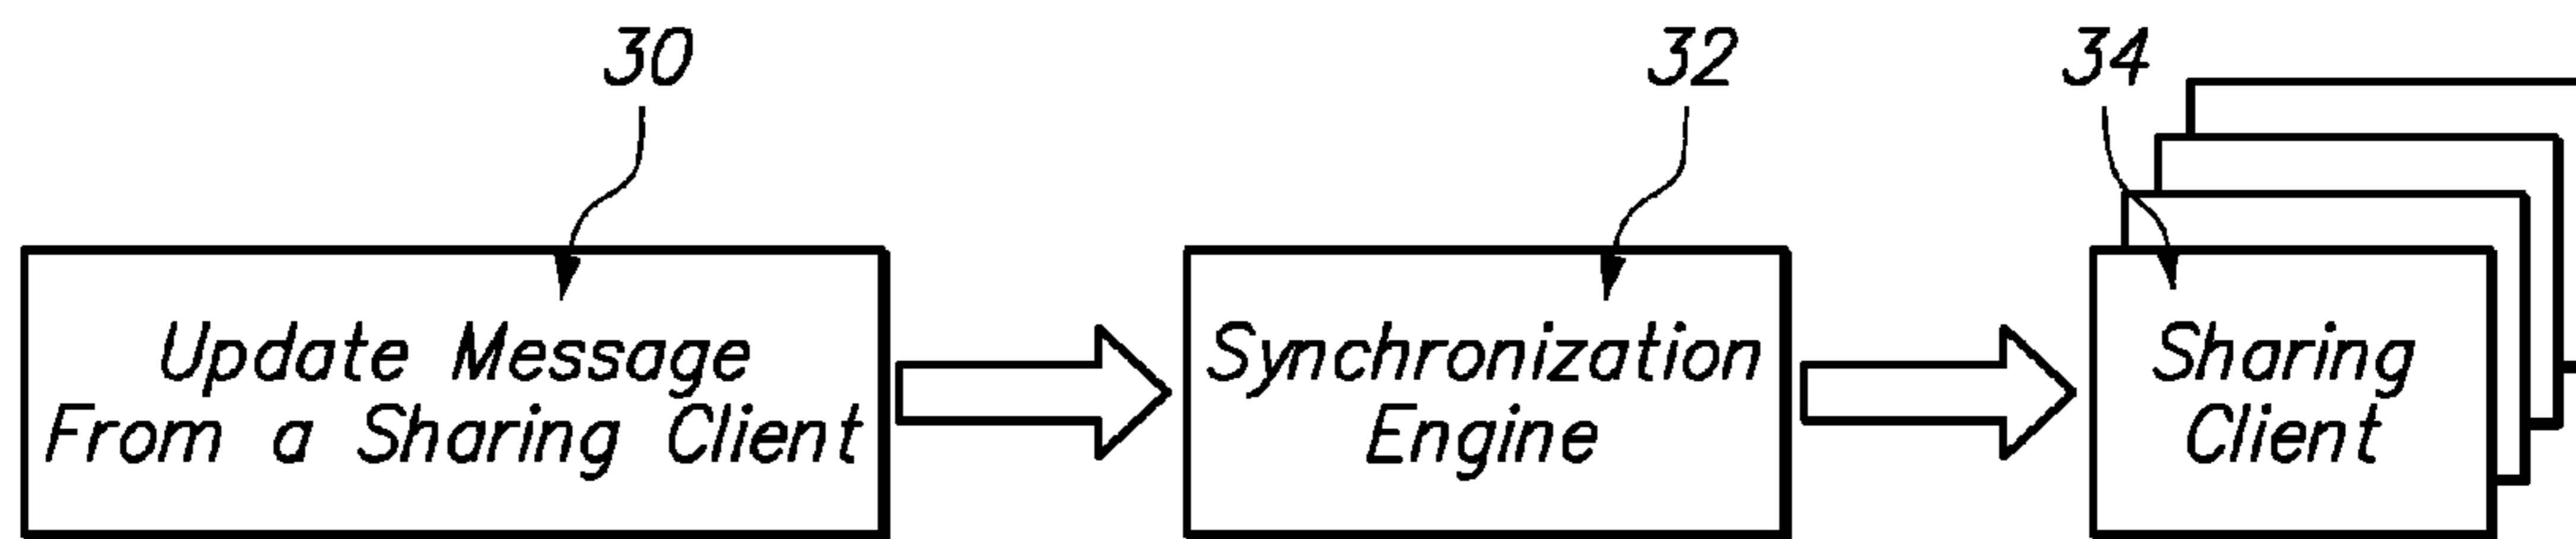 30
32
34
Update Message
From a Sharing Client
Synchronization
Engine
Sharing
Client